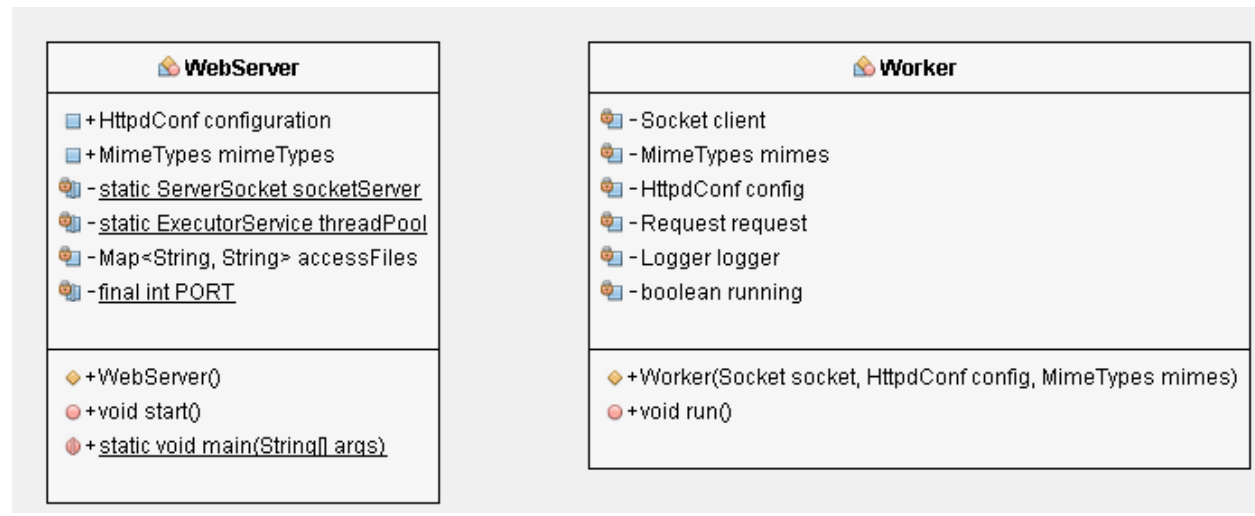 WebServer
+HttpdConf configuration
+MimeTypes mimeTypes
-static ServerSocket socketServer
-static ExecutorService threadPool
-Map<String, String> accessFiles
-final int PORT
+WebServer()
+void start()
+static void main(String[] args)
Worker
-Socket client
-MimeTypes mimes
-HttpdConf config
-Request request
-Logger logger
-boolean running
+Worker(Socket socket, HttpdConf config, MimeTypes mimes)
+void run()